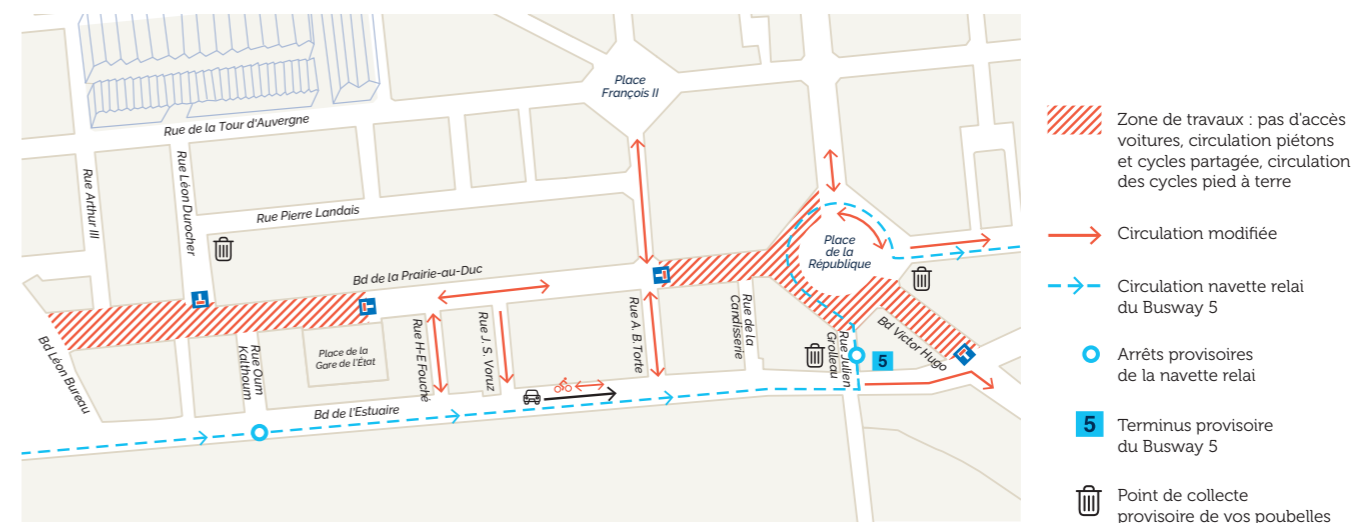 Place
François II
Rue de la Tour d'Auvergne
Rue Arthur III
Rue Léon Durocher
Rue Pierre Landais
Bd de la Prairie-au-Duc
Place
de la
République
Bd Léon Bureau
Rue Oum
Kalthoum
Place de la
Gare de l'État
Rue H-E Fouché
Rue J. S. Voruz
Rue A. B. Torte
Rue de la
Candisserie
Rue Julien
Grolleau
Bd Victor Hugo
5
Bd de l'Estuaire
Zone de travaux : pas d'accès
voitures, circulation piétons
et cycles partagée, circulation
des cycles pied à terre
Circulation modifiée
Circulation navette relai
du Busway 5
Arrêts provisoires
de la navette relai
5
Terminus provisoire
du Busway 5
Point de collecte
provisoire de vos poubelles